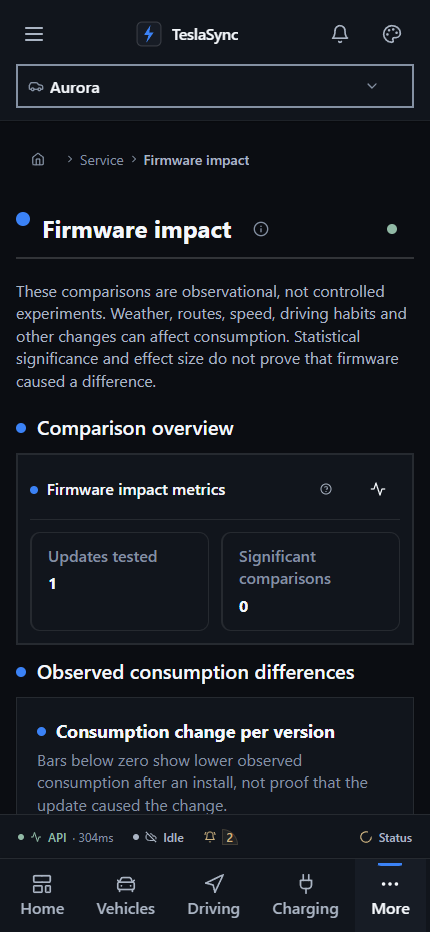 TeslaSync
Aurora
Service
Firmware impact
Firmware impact
These comparisons are observational, not controlled
experiments. Weather, routes, speed, driving habits and
other changes can affect consumption. Statistical
significance and effect size do not prove that firmware
caused a difference.
Comparison overview
Firmware impact metrics
Updates tested
1
Significant
comparisons
0
Observed consumption differences
Consumption change per version
Bars below zero show lower observed
consumption after an install, not proof that the
update caused the change.
API · 304ms
Idle
2
Status
Home
Vehicles
Driving
Charging
More